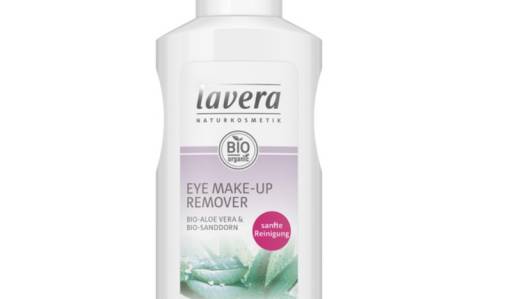 lavera
NATURKOSMETIK
BIO
organic
EYE MAKE-UP
REMOVER
BIO-ALOE VERA &
BIO-SANDDORN
sanfte
Reinigung